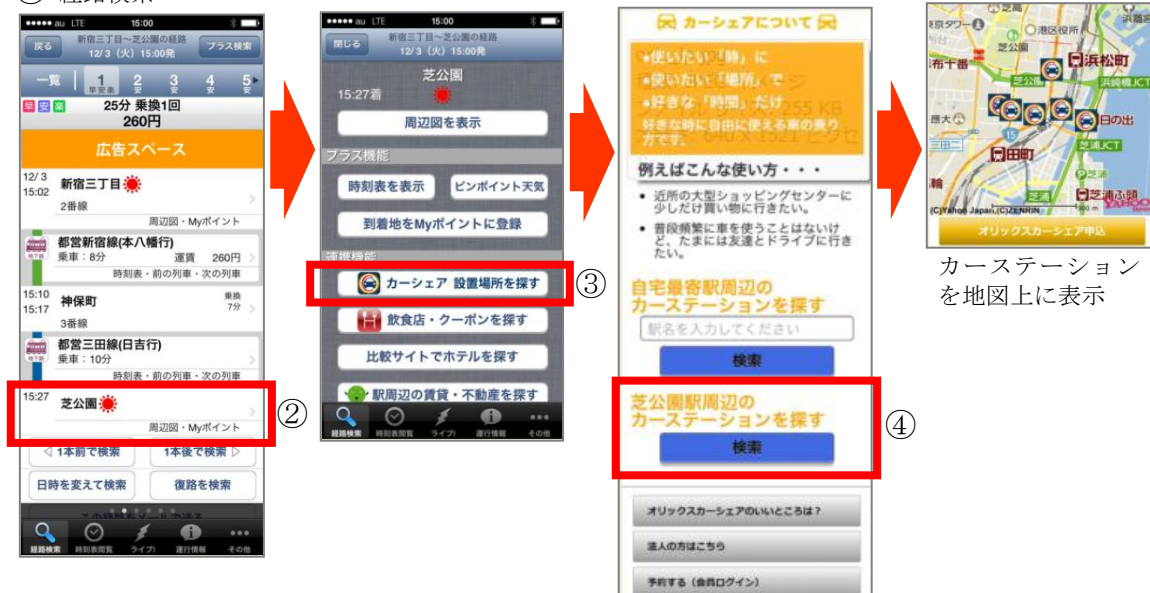 au LTE 15:00
戻る
新宿三丁目〜芝公園の経路
12/3（火）15:00発
プラス検索
一覧 1 2 3 4 5
早安楽 安 安 安 安
早 安 楽 25分 乗換1回
260円
広告スペース
12/3
15:02 新宿三丁目
2番線
周辺図・Myポイント
都営新宿線(本八幡行)
乗車：8分 運賃 260円
時刻表・前の列車・次の列車
15:10
15:17 神保町 乗換
7分
3番線
都営三田線(日吉行)
乗車：10分
時刻表・前の列車・次の列車
15:27 芝公園
周辺図・Myポイント
②
1本前で検索 1本後で検索
日時を変えて検索 復路を検索
経路検索 時刻表閲覧 ライブ! 運行情報 その他
au LTE 15:00
閉じる
新宿三丁目〜芝公園の経路
12/3（火）15:00発
芝公園
15:27着
周辺図を表示
プラス機能
時刻表を表示 ピンポイント天気
到着地をMyポイントに登録
連携機能
カーシェア 設置場所を探す
③
飲食店・クーポンを探す
比較サイトでホテルを探す
駅周辺の賃貸・不動産を探す
経路検索 時刻表閲覧 ライブ! 運行情報 その他
カーシェアについて
•使いたい「時」に
•使いたい「場所」で
•好きな「時間」だけ
好きな時に自由に使える車の乗り
方です。
例えばこんな使い方・・・
• 近所の大型ショッピングセンターに
少しだけ買い物に行きたい。
• 普段頻繁に車を使うことはないけ
ど、たまには友達とドライブに行き
たい。
自宅最寄駅周辺の
カーステーションを探す
駅名を入力してください
検索
芝公園駅周辺の
カーステーションを探す
検索
④
オリックスカーシェアのいいところは？
法人の方はこちら
予約する（会員ログイン）
東京タワー
港区役所
芝公園
浜松町
芝公園
浜崎橋JCT
日の出
15
三田
田町
芝浦JCT
芝浦
芝浦ふ頭
(C)Yahoo Japan,(C)ZENRIN
オリックスカーシェア申込
カーステーション
を地図上に表示